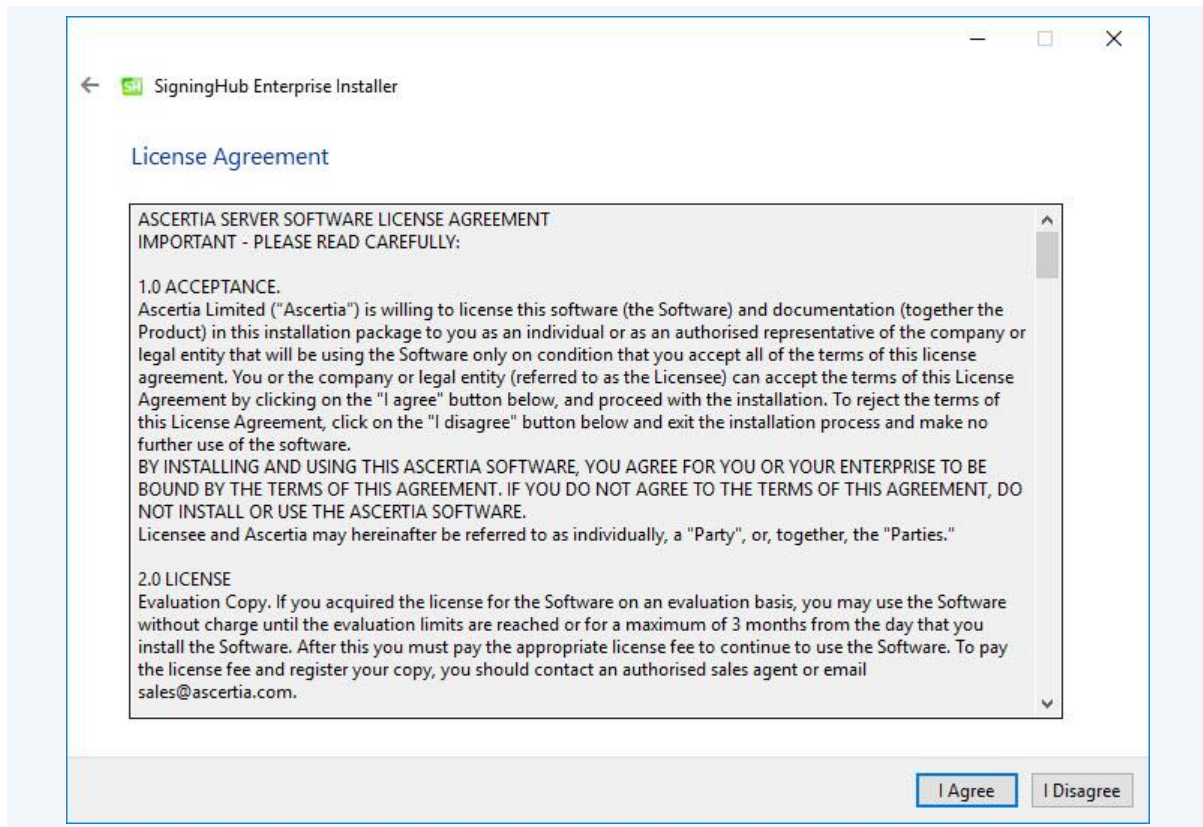 SH SigningHub Enterprise Installer
License Agreement
ASCERTIA SERVER SOFTWARE LICENSE AGREEMENT
IMPORTANT - PLEASE READ CAREFULLY:
1.0 ACCEPTANCE.
Ascertia Limited (“Ascertia”) is willing to license this software (the Software) and documentation (together the
Product) in this installation package to you as an individual or as an authorised representative of the company or
legal entity that will be using the Software only on condition that you accept all of the terms of this license
agreement. You or the company or legal entity (referred to as the Licensee) can accept the terms of this License
Agreement by clicking on the "I agree" button below, and proceed with the installation. To reject the terms of
this License Agreement, click on the "I disagree" button below and exit the installation process and make no
further use of the software.
BY INSTALLING AND USING THIS ASCERTIA SOFTWARE, YOU AGREE FOR YOU OR YOUR ENTERPRISE TO BE
BOUND BY THE TERMS OF THIS AGREEMENT. IF YOU DO NOT AGREE TO THE TERMS OF THIS AGREEMENT, DO
NOT INSTALL OR USE THE ASCERTIA SOFTWARE.
Licensee and Ascertia may hereinafter be referred to as individually, a "Party", or, together, the "Parties."
2.0 LICENSE
Evaluation Copy. If you acquired the license for the Software on an evaluation basis, you may use the Software
without charge until the evaluation limits are reached or for a maximum of 3 months from the day that you
install the Software. After this you must pay the appropriate license fee to continue to use the Software. To pay
the license fee and register your copy, you should contact an authorised sales agent or email
sales@ascertia.com.
I Agree I Disagree